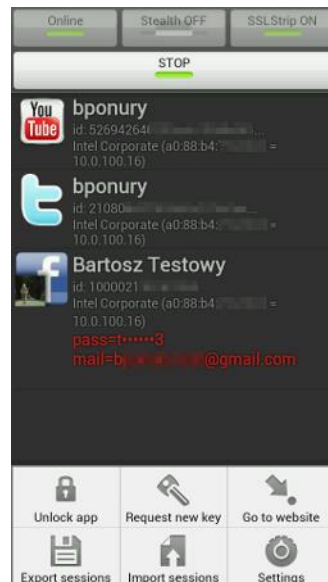 Online
Stealth OFF
SSLStrip ON
STOP
You
Tube
bponury
id: 52694264
Intel Corporate (a0:88:b4: =
10.0.100.16)
bponury
id: 21080
Intel Corporate (a0:88:b4: =
10.0.100.16)
Bartosz Testowy
id: 1000021
Intel Corporate (a0:88:b4: =
10.0.100.16)
pass=t••••••3
mail=b @gmail.com
Unlock app
Request new key
Go to website
Export sessions
Import sessions
Settings